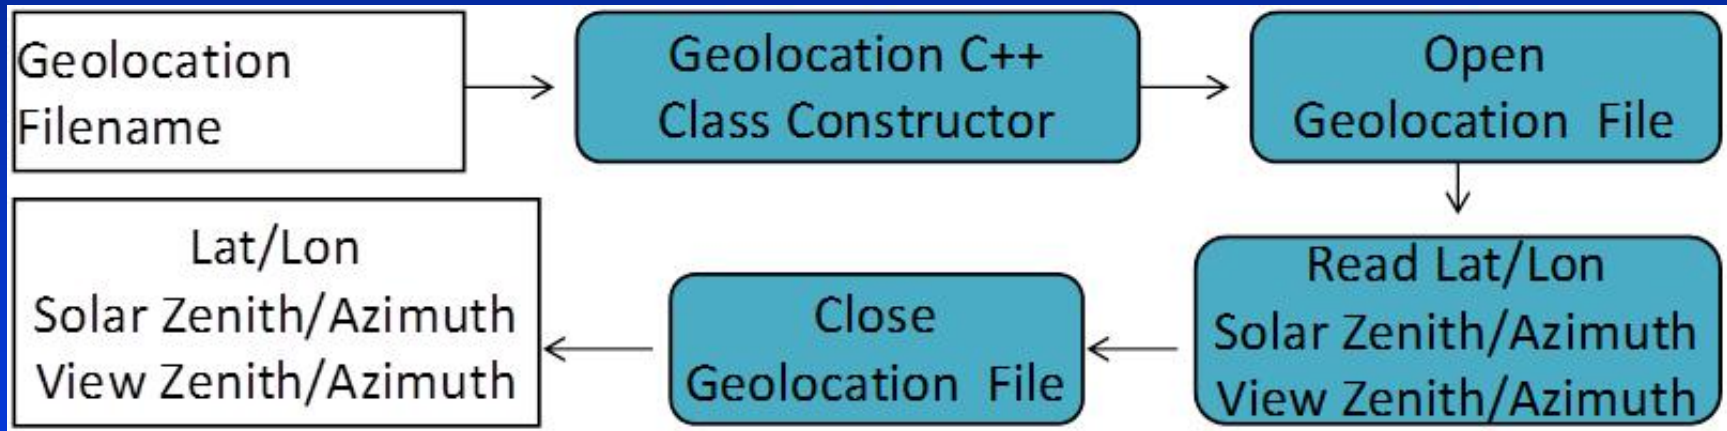 Geolocation
Filename
Geolocation C++
Class Constructor
Open
Geolocation File
Read Lat/Lon
Solar Zenith/Azimuth
View Zenith/Azimuth
Close
Geolocation File
Lat/Lon
Solar Zenith/Azimuth
View Zenith/Azimuth